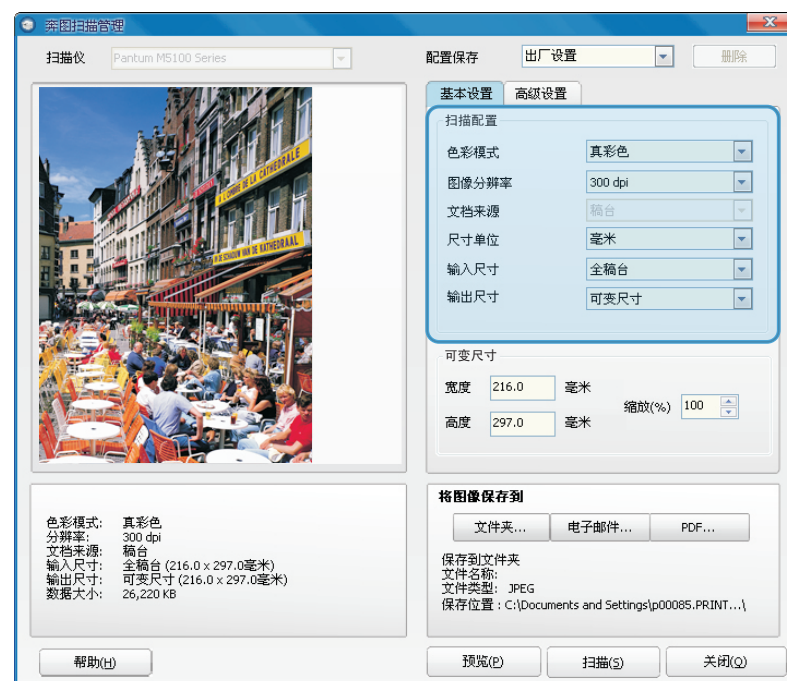 奔图扫描管理
扫描仪 Pantum M5100 Series
配置保存 出厂设置 删除
基本设置 高级设置
扫描配置
色彩模式 真彩色
图像分辨率 300 dpi
文档来源 稿台
尺寸单位 毫米
输入尺寸 全稿台
输出尺寸 可变尺寸
可变尺寸
宽度 216.0 毫米
缩放(%) 100
高度 297.0 毫米
L'OMBRE DE LA CATHEDRALE
IN DE SCHADUW VAN DE KATHEDRAAL
色彩模式: 真彩色
分辨率: 300 dpi
文档来源: 稿台
输入尺寸: 全稿台 (216.0 x 297.0毫米)
输出尺寸: 可变尺寸 (216.0 x 297.0毫米)
数据大小: 26,220 KB
将图像保存到
文件夹... 电子邮件... PDF...
保存到文件夹
文件名称:
文件类型: JPEG
保存位置：C:\Documents and Settings\p00085.PRINT...\
帮助(H) 预览(P) 扫描(S) 关闭(Q)